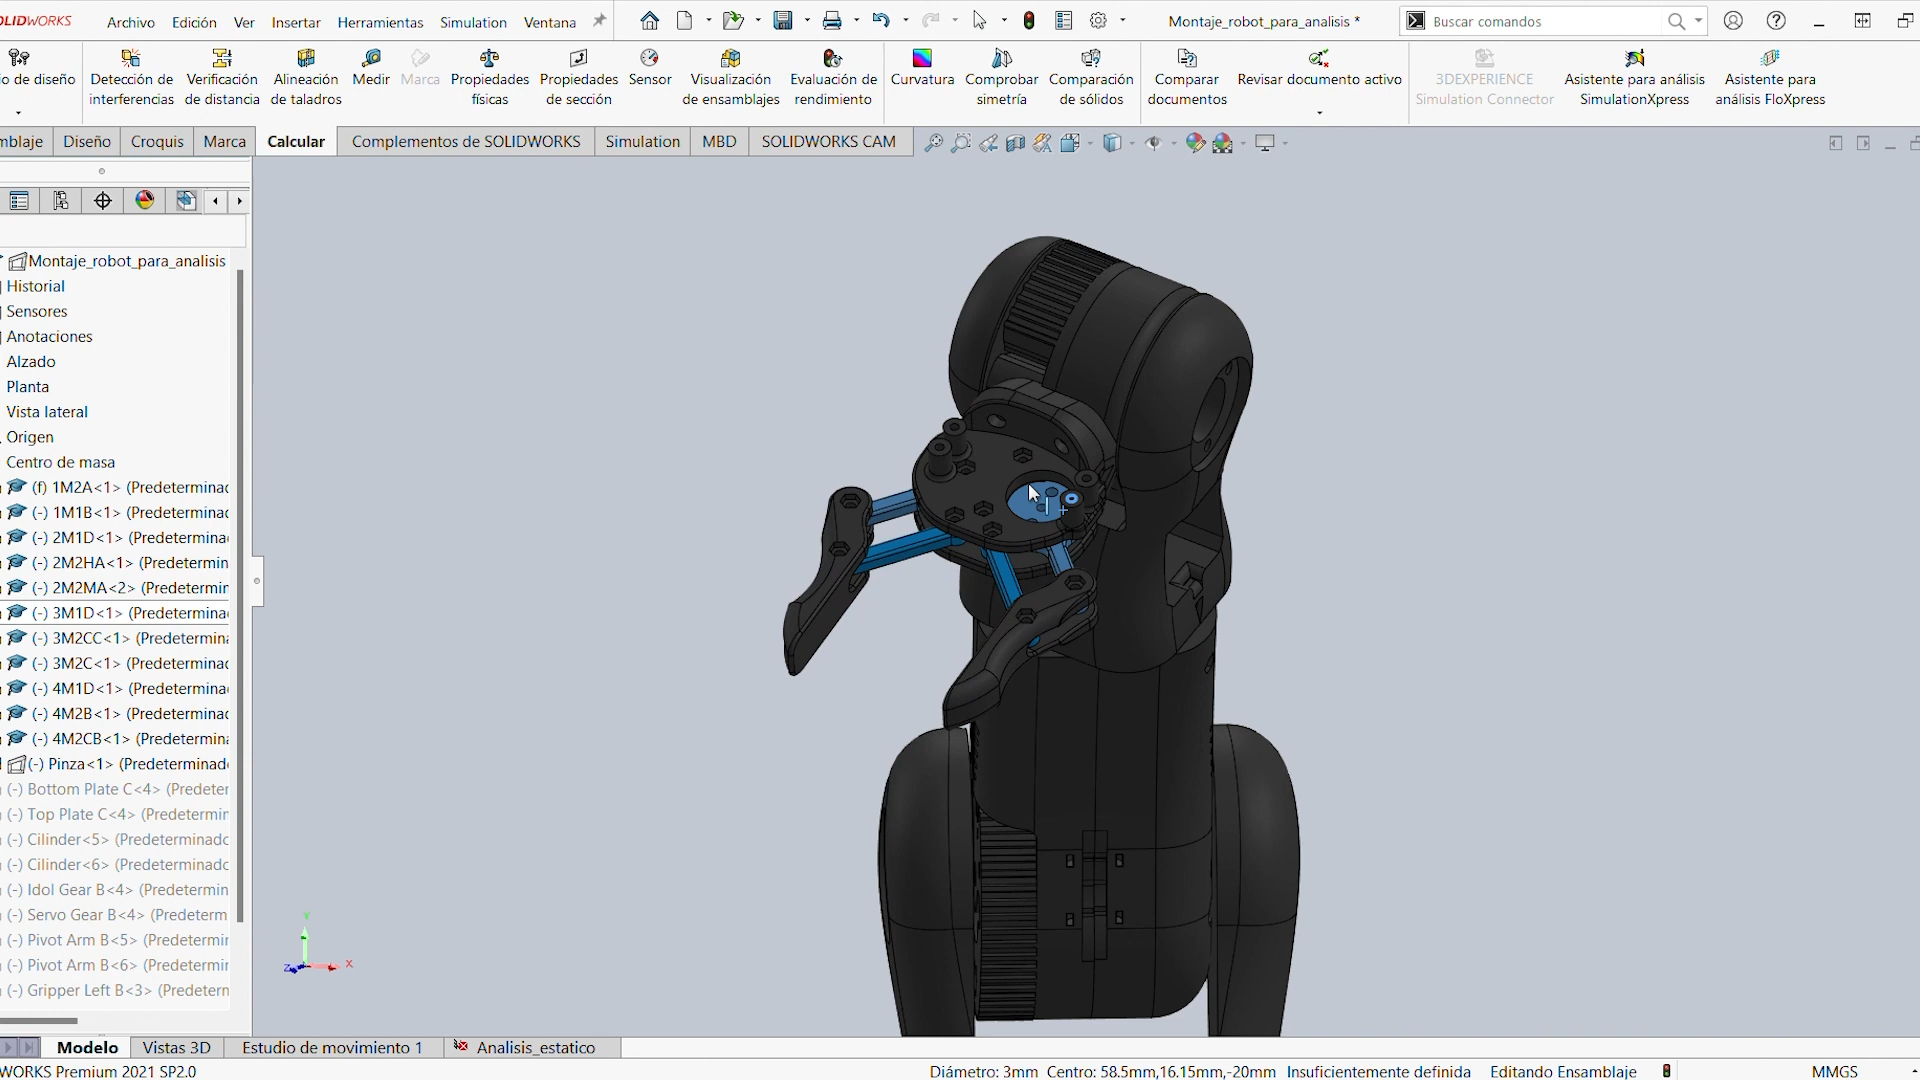 SOLIDWORKS Archivo Edición Ver Insertar Herramientas Simulation Ventana Montaje_robot_para_analisis * Buscar comandos
io de diseño
Detección de interferencias
Verificación de distancia
Alineación de taladros
Medir
Marca
Propiedades físicas
Propiedades de sección
Sensor
Visualización de ensamblajes
Evaluación de rendimiento
Curvatura
Comprobar simetría
Comparación de sólidos
Comparar documentos
Revisar documento activo
3DEXPERIENCE Simulation Connector
Asistente para análisis SimulationXpress
Asistente para análisis FloXpress
mblaje Diseño Croquis Marca Calcular Complementos de SOLIDWORKS Simulation MBD SOLIDWORKS CAM
Montaje_robot_para_analisis
Historial
Sensores
Anotaciones
Alzado
Planta
Vista lateral
Origen
Centro de masa
(f) 1M2A<1> (Predeterminad
(-) 1M1B<1> (Predeterminad
(-) 2M1D<1> (Predetermina
(-) 2M2HA<1> (Predetermin
(-) 2M2MA<2> (Predetermin
(-) 3M1D<1> (Predetermina
(-) 3M2CC<1> (Predetermina
(-) 3M2C<1> (Predeterminad
(-) 4M1D<1> (Predetermina
(-) 4M2B<1> (Predeterminad
(-) 4M2CB<1> (Predetermina
(-) Pinza<1> (Predeterminad
(-) Bottom Plate C<4> (Predeter
(-) Top Plate C<4> (Predetermin
(-) Cilinder<5> (Predeterminado
(-) Cilinder<6> (Predeterminado
(-) Idol Gear B<4> (Predetermin
(-) Servo Gear B<4> (Predeterm
(-) Pivot Arm B<5> (Predetermin
(-) Pivot Arm B<6> (Predetermin
(-) Gripper Left B<3> (Predetern
Y
Z X
Modelo Vistas 3D Estudio de movimiento 1 Analisis_estatico
WORKS Premium 2021 SP2.0 Diámetro: 3mm Centro: 58.5mm,16.15mm,-20mm Insuficientemente definida Editando Ensamblaje MMGS